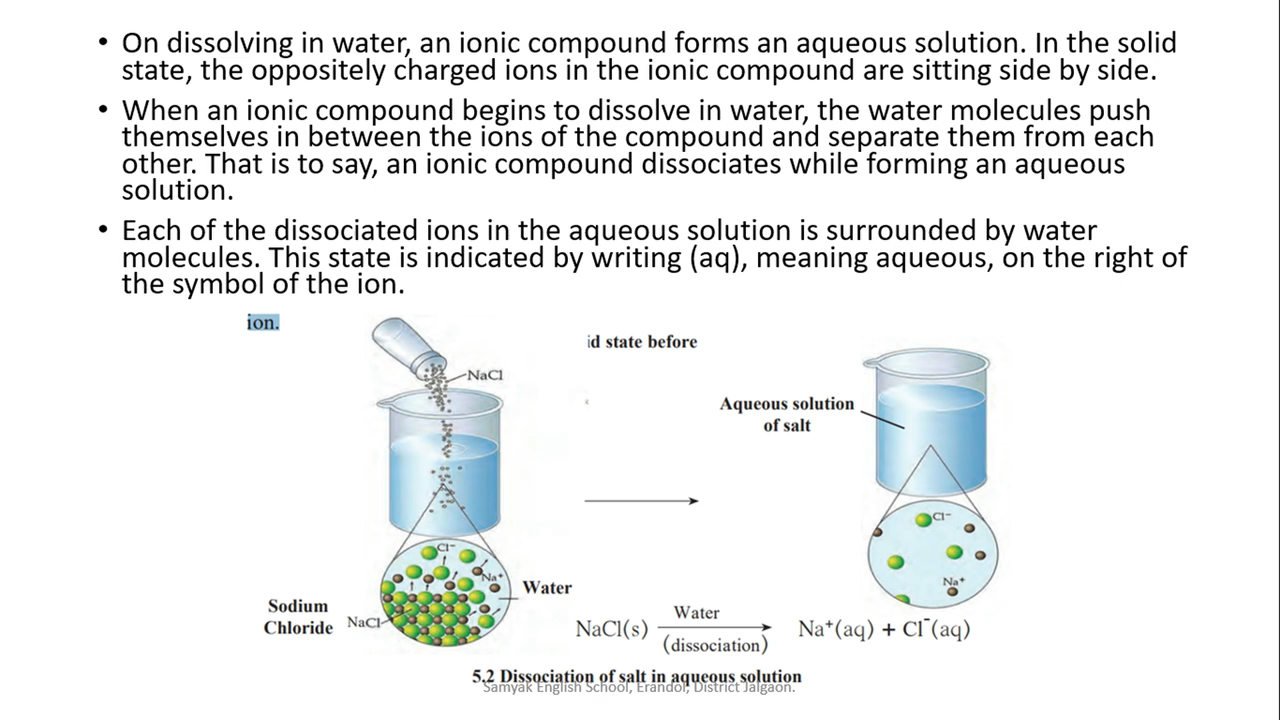 • On dissolving in water, an ionic compound forms an aqueous solution. In the solid
state, the oppositely charged ions in the ionic compound are sitting side by side.
• When an ionic compound begins to dissolve in water, the water molecules push
themselves in between the ions of the compound and separate them from each
other. That is to say, an ionic compound dissociates while forming an aqueous
solution.
• Each of the dissociated ions in the aqueous solution is surrounded by water
molecules. This state is indicated by writing (aq), meaning aqueous, on the right of
the symbol of the ion.
ion.
id state before
NaCl
Aqueous solution
of salt
Cl⁻
Na⁺
Water
Sodium
Chloride
NaCl
Cl⁻
Na⁺
NaCl(s)
Water
(dissociation)
Na⁺(aq) + Cl⁻(aq)
5.2 Dissociation of salt in aqueous solution
Samyak English School, Erandol, District Jalgaon.